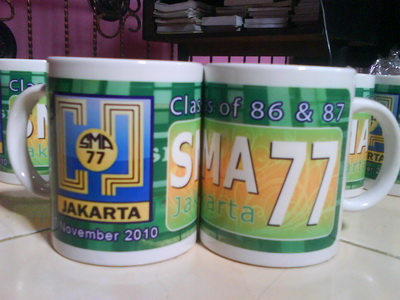 Class of 86 & 87
SMA
77
JAKARTA
SMA 77
Jakarta
November 2010